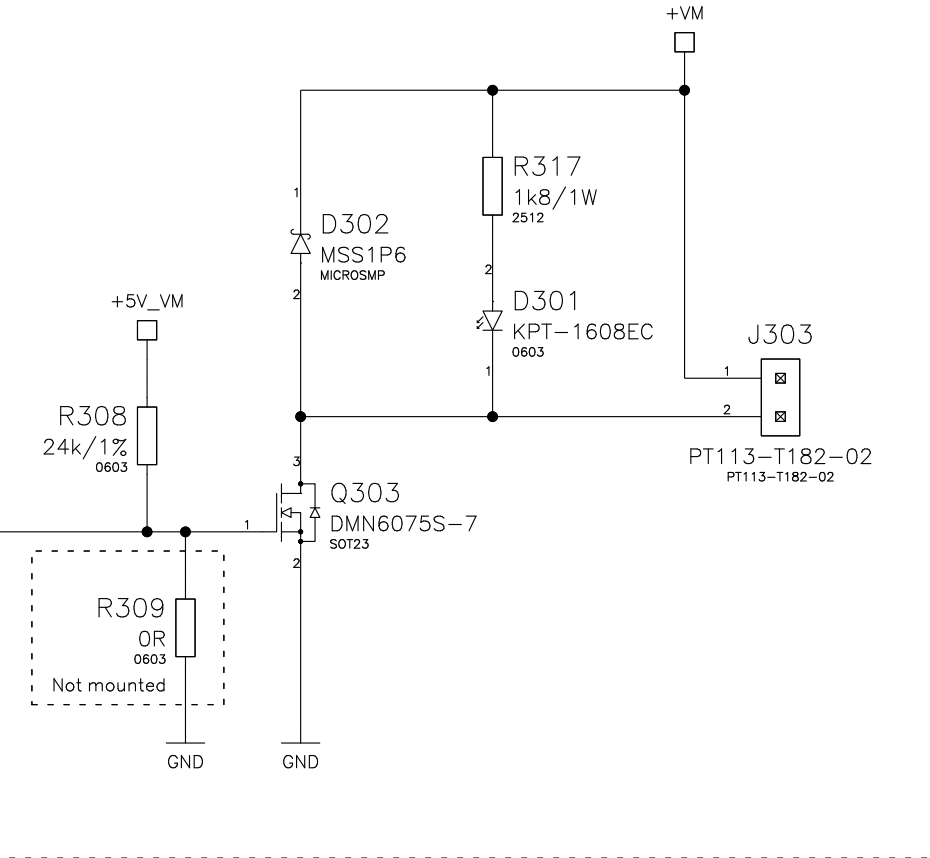 +VM
R317
1k8/1W
2512
1
D302
MSS1P6
MICROSMP
2
2
D301
KPT-1608EC
0603
1
+5V_VM
J303
1
2
PT113-T182-02
PT113-T182-02
R308
24k/1%
0603
3
Q303
DMN6075S-7
SOT23
1
2
R309
0R
0603
Not mounted
GND
GND